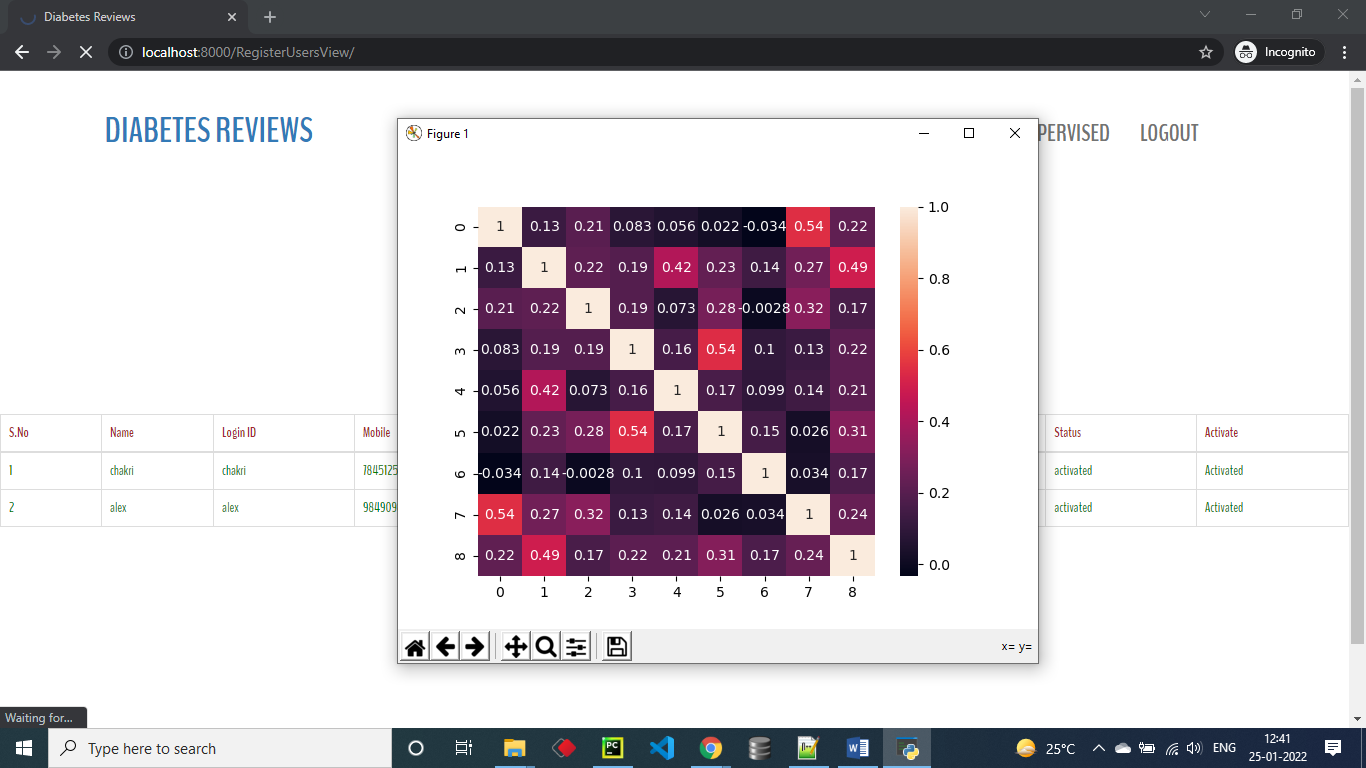 Diabetes Reviews
localhost:8000/RegisterUsersView/
Incognito
DIABETES REVIEWS
PERVISED LOGOUT
Figure 1
0 1 0.13 0.21 0.083 0.056 0.022 -0.034 0.54 0.22
1 0.13 1 0.22 0.19 0.42 0.23 0.14 0.27 0.49
2 0.21 0.22 1 0.19 0.073 0.28 -0.0028 0.32 0.17
3 0.083 0.19 0.19 1 0.16 0.54 0.1 0.13 0.22
4 0.056 0.42 0.073 0.16 1 0.17 0.099 0.14 0.21
5 0.022 0.23 0.28 0.54 0.17 1 0.15 0.026 0.31
6 -0.034 0.14 -0.0028 0.1 0.099 0.15 1 0.034 0.17
7 0.54 0.27 0.32 0.13 0.14 0.026 0.034 1 0.24
8 0.22 0.49 0.17 0.22 0.21 0.31 0.17 0.24 1
0 1 2 3 4 5 6 7 8
1.0
0.8
0.6
0.4
0.2
0.0
x= y=
S.No Name Login ID Mobile Status Activate
1 chakri chakri 7845125 activated Activated
2 alex alex 984909 activated Activated
Waiting for...
Type here to search
PC
25°C
ENG
12:41
25-01-2022